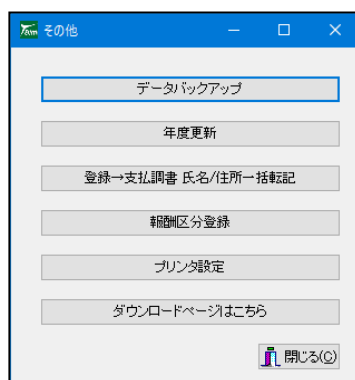 Team その他
データバックアップ
年度更新
登録→支払調書 氏名/住所一括転記
報酬区分登録
プリンタ設定
ダウンロードページはこちら
閉じる(C)